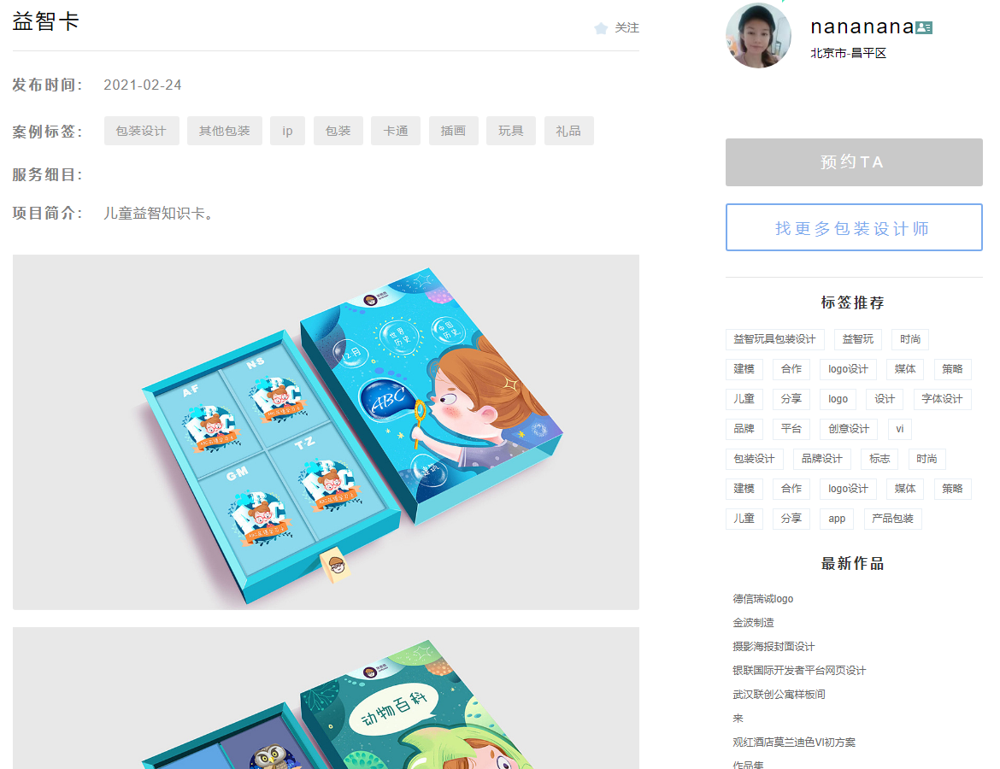 益智卡
关注
发布时间：
2021-02-24
案例标签：
包装设计 其他包装 ip 包装 卡通 插画 玩具 礼品
服务细目：
项目简介：
儿童益智知识卡。
AF
NS
GM
T-Z
ABC
ABC
ABC
ABC
12月
世界历史
中国历史
ABC
建筑
动物百科
nananana
北京市-昌平区
预约TA
找更多包装设计师
标签推荐
益智玩具包装设计 益智玩 时尚
建模 合作 logo设计 媒体 策略
儿童 分享 logo 设计 字体设计
品牌 平台 创意设计 vi
包装设计 品牌设计 标志 时尚
建模 合作 logo设计 媒体 策略
儿童 分享 app 产品包装
最新作品
德信瑞诚logo
金波制造
摄影海报封面设计
银联国际开发者平台网页设计
武汉联创公寓样板间
来
观红酒店莫兰迪色VI初方案
作品集